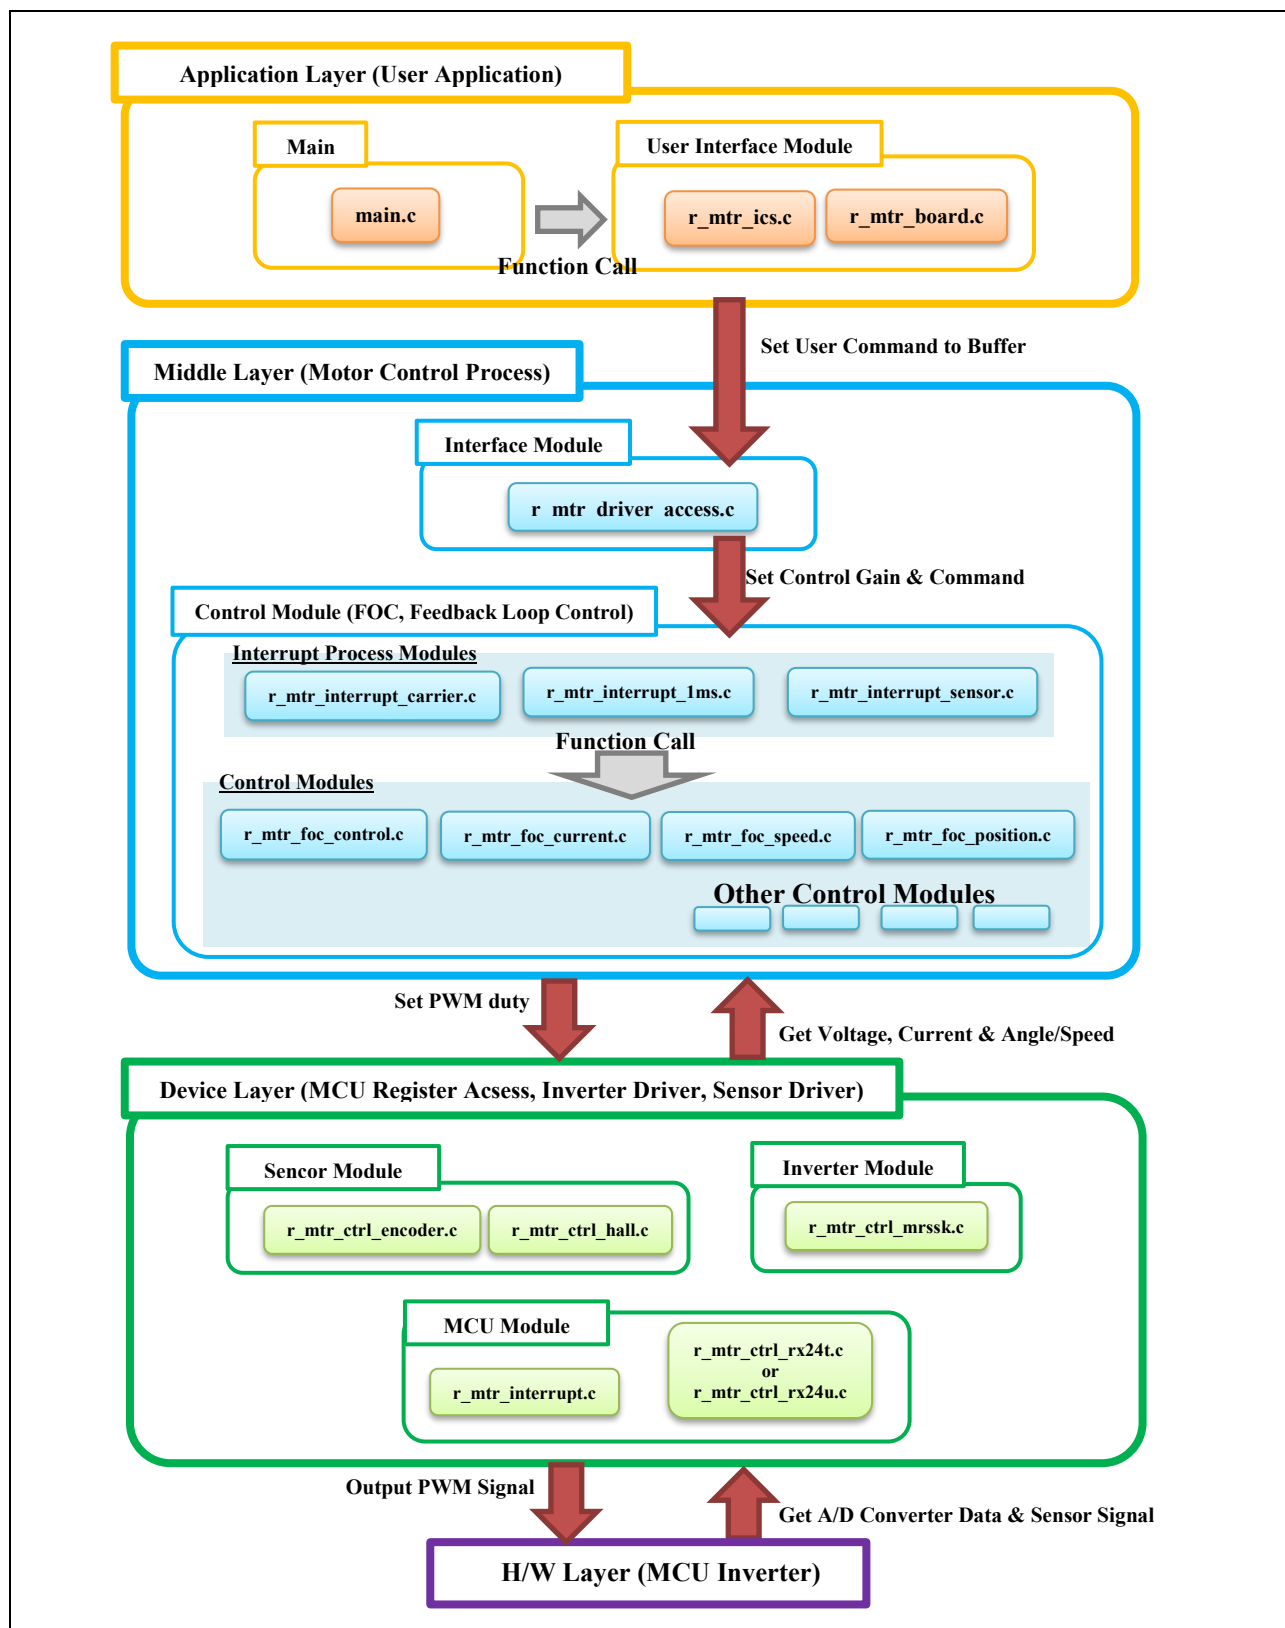 Application Layer (User Application)
Main
User Interface Module
main.c
r_mtr_ics.c
r_mtr_board.c
Function Call
Set User Command to Buffer
Middle Layer (Motor Control Process)
Interface Module
r_mtr_driver_access.c
Set Control Gain & Command
Control Module (FOC, Feedback Loop Control)
Interrupt Process Modules
r_mtr_interrupt_carrier.c
r_mtr_interrupt_1ms.c
r_mtr_interrupt_sensor.c
Function Call
Control Modules
r_mtr_foc_control.c
r_mtr_foc_current.c
r_mtr_foc_speed.c
r_mtr_foc_position.c
Other Control Modules
Set PWM duty
Get Voltage, Current & Angle/Speed
Device Layer (MCU Register Acsess, Inverter Driver, Sensor Driver)
Sencor Module
Inverter Module
r_mtr_ctrl_encoder.c
r_mtr_ctrl_hall.c
r_mtr_ctrl_mrssk.c
MCU Module
r_mtr_interrupt.c
r_mtr_ctrl_rx24t.c
or
r_mtr_ctrl_rx24u.c
Output PWM Signal
Get A/D Converter Data & Sensor Signal
H/W Layer (MCU Inverter)